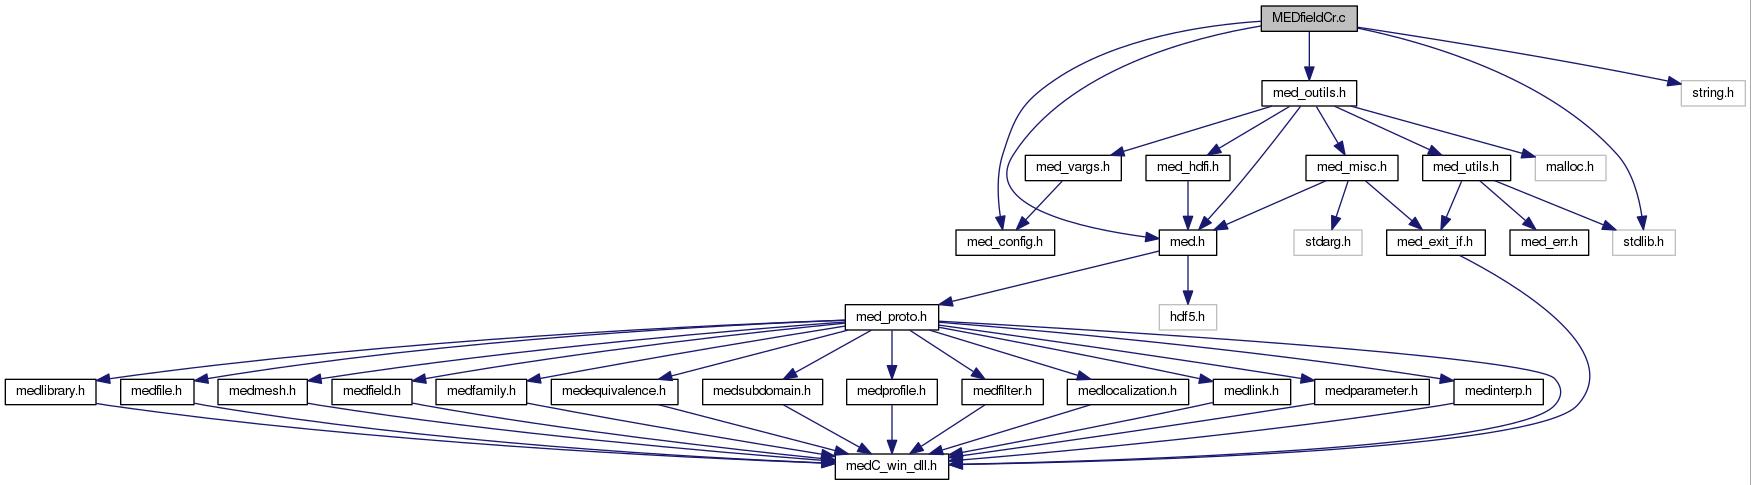 MEDfieldCr.c
med_outils.h
string.h
med_vargs.h
med_hdfi.h
med_misc.h
med_utils.h
malloc.h
med_config.h
med.h
stdarg.h
med_exit_if.h
med_err.h
stdlib.h
med_proto.h
hdf5.h
medlibrary.h
medfile.h
medmesh.h
medfield.h
medfamily.h
medequivalence.h
medsubdomain.h
medprofile.h
medfilter.h
medlocalization.h
medlink.h
medparameter.h
medinterp.h
medC_win_dll.h